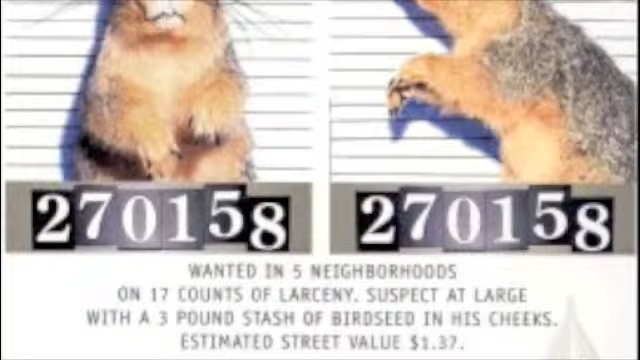 270158
270158
WANTED IN 5 NEIGHBORHOODS
ON 17 COUNTS OF LARCENY. SUSPECT AT LARGE
WITH A 3 POUND STASH OF BIRDSEED IN HIS CHEEKS.
ESTIMATED STREET VALUE $1.37.